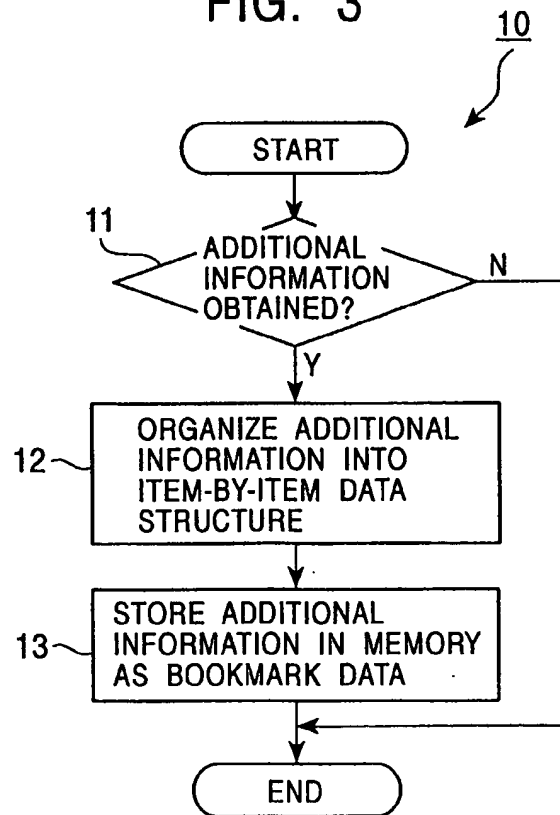 FIG. 3
10
START
11
ADDITIONAL
INFORMATION
OBTAINED?
N
Y
12
ORGANIZE ADDITIONAL
INFORMATION INTO
ITEM-BY-ITEM DATA
STRUCTURE
13
STORE ADDITIONAL
INFORMATION IN MEMORY
AS BOOKMARK DATA
END